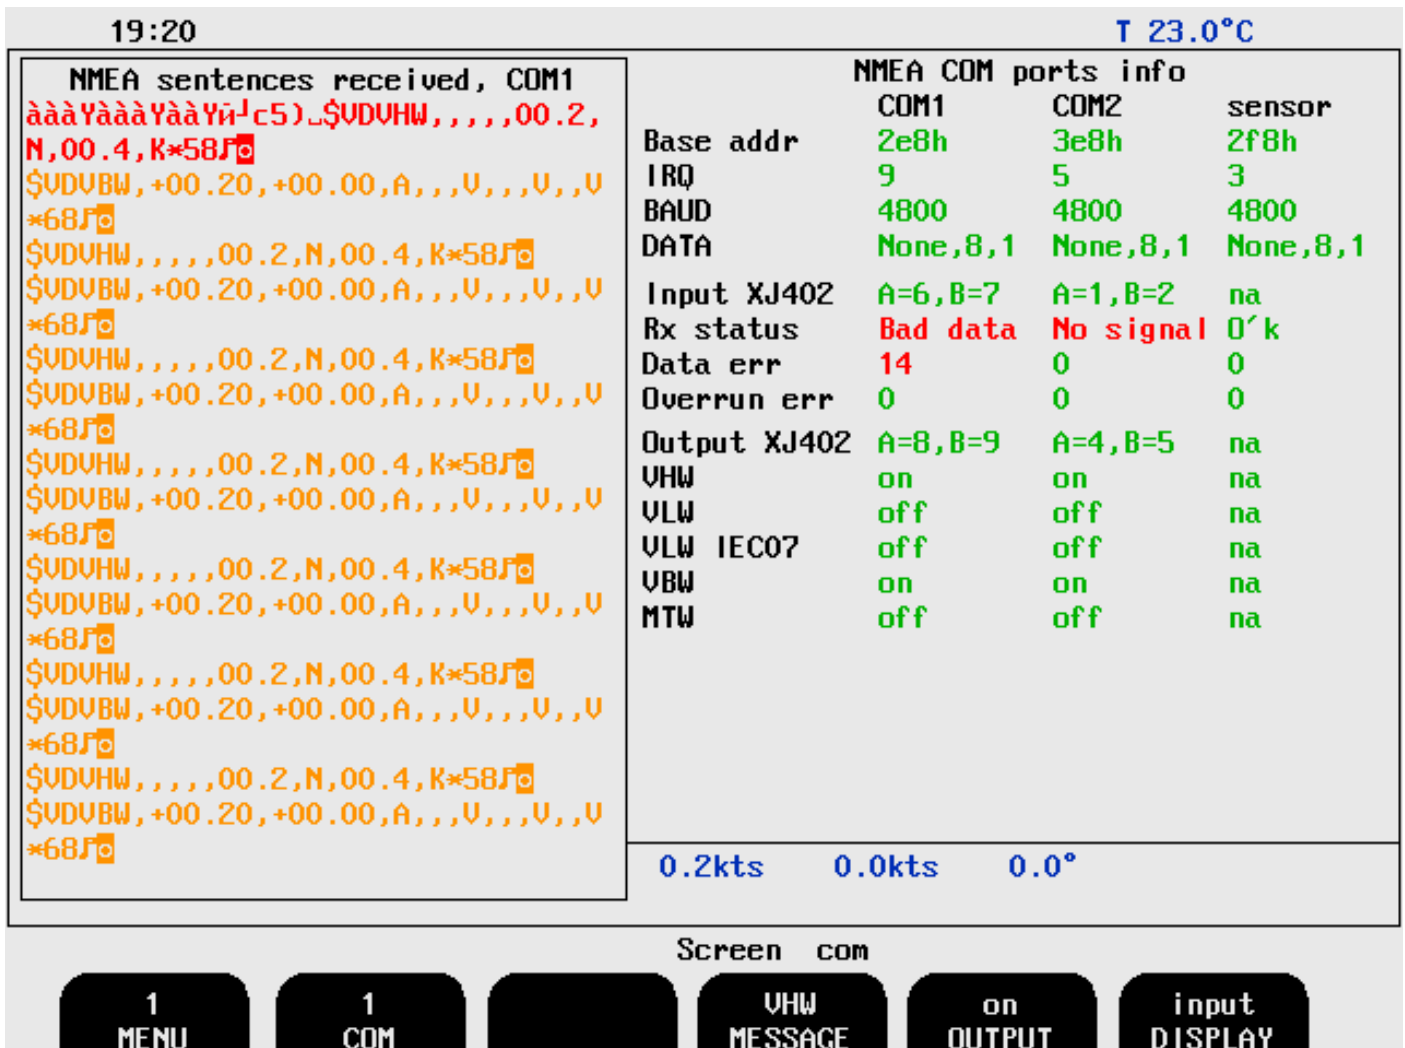 19:20
T 23.0°C
NMEA sentences received, COM1
àààYàààYààYй┘c5)␣$VDVHW,,,,,00.2,
N,00.4,K*58♪◙
$VDVBW,+00.20,+00.00,A,,,V,,,V,,V
*68♪◙
$VDVHW,,,,,00.2,N,00.4,K*58♪◙
$VDVBW,+00.20,+00.00,A,,,V,,,V,,V
*68♪◙
$VDVHW,,,,,00.2,N,00.4,K*58♪◙
$VDVBW,+00.20,+00.00,A,,,V,,,V,,V
*68♪◙
$VDVHW,,,,,00.2,N,00.4,K*58♪◙
$VDVBW,+00.20,+00.00,A,,,V,,,V,,V
*68♪◙
$VDVHW,,,,,00.2,N,00.4,K*58♪◙
$VDVBW,+00.20,+00.00,A,,,V,,,V,,V
*68♪◙
$VDVHW,,,,,00.2,N,00.4,K*58♪◙
$VDVBW,+00.20,+00.00,A,,,V,,,V,,V
*68♪◙
$VDVHW,,,,,00.2,N,00.4,K*58♪◙
$VDVBW,+00.20,+00.00,A,,,V,,,V,,V
*68♪◙
NMEA COM ports info
COM1 COM2 sensor
Base addr 2e8h 3e8h 2f8h
IRQ 9 5 3
BAUD 4800 4800 4800
DATA None,8,1 None,8,1 None,8,1
Input XJ402 A=6,B=7 A=1,B=2 na
Rx status Bad data No signal O´k
Data err 14 0 0
Overrun err 0 0 0
Output XJ402 A=8,B=9 A=4,B=5 na
VHW on on na
VLW off off na
VLW IEC07 off off na
VBW on on na
MTW off off na
0.2kts 0.0kts 0.0°
Screen com
1 MENU
1 COM
VHW MESSAGE
on OUTPUT
input DISPLAY